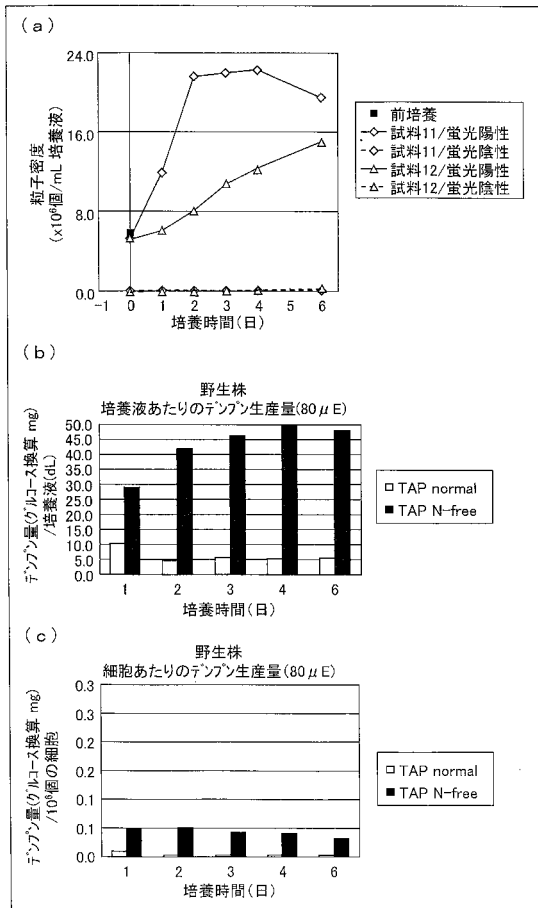 (a)
24.0
16.0
8.0
0.0
粒子密度
(x10⁶個/mL 培養液)
-1 0 1 2 3 4 5 6
培養時間(日)
前培養
試料11/蛍光陽性
試料11/蛍光陰性
試料12/蛍光陽性
試料12/蛍光陰性
(b)
野生株
培養液あたりのデンプン生産量(80μE)
50.0
45.0
40.0
35.0
30.0
25.0
20.0
15.0
10.0
5.0
0.0
デンプン量(グルコース換算 mg)
/培養液(dL)
1 2 3 4 6
培養時間(日)
TAP normal
TAP N-free
(c)
野生株
細胞あたりのデンプン生産量(80μE)
0.3
0.3
0.2
0.2
0.1
0.1
0.0
デンプン量(グルコース換算 mg)
/10⁶個の細胞
1 2 3 4 6
培養時間(日)
TAP normal
TAP N-free